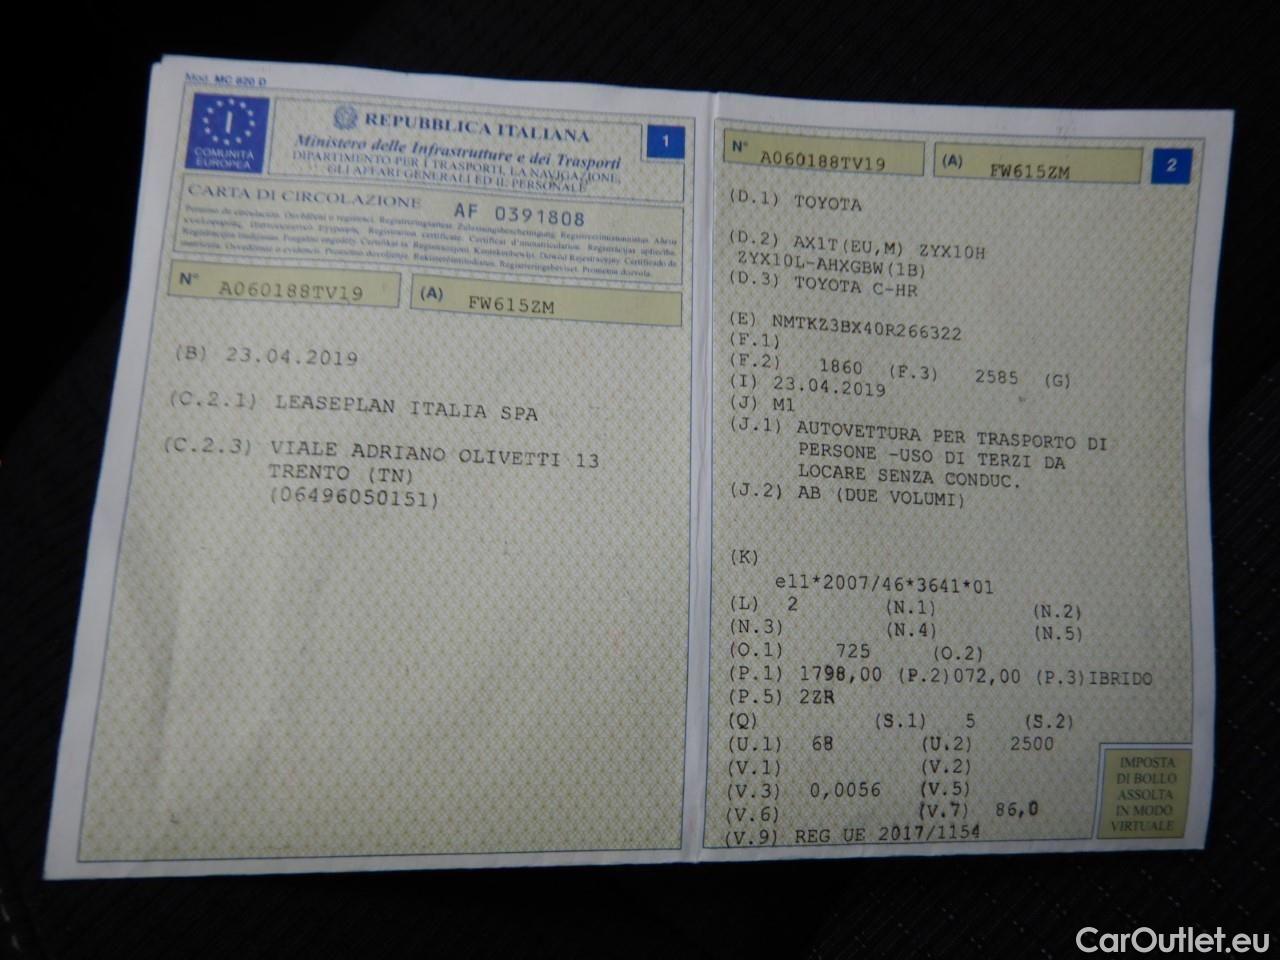 Mod. MC 820 D
I
COMUNITÀ
EUROPEA
REPUBBLICA ITALIANA
Ministero delle Infrastrutture e dei Trasporti
DIPARTIMENTO PER I TRASPORTI, LA NAVIGAZIONE,
GLI AFFARI GENERALI ED IL PERSONALE
1
CARTA DI CIRCOLAZIONE AF 0391808
N° A060188TV19 (A) FW615ZM
(B) 23.04.2019
(C.2.1) LEASEPLAN ITALIA SPA
(C.2.3) VIALE ADRIANO OLIVETTI 13
TRENTO (TN)
(06496050151)
N° A060188TV19 (A) FW615ZM 2
(D.1) TOYOTA
(D.2) AX1T(EU,M) ZYX10H
ZYX10L-AHXGBW(1B)
(D.3) TOYOTA C-HR
(E) NMTKZ3BX40R266322
(F.1)
(F.2) 1860 (F.3) 2585 (G)
(I) 23.04.2019
(J) M1
(J.1) AUTOVETTURA PER TRASPORTO DI
PERSONE -USO DI TERZI DA
LOCARE SENZA CONDUC.
(J.2) AB (DUE VOLUMI)
(K)
e11*2007/46*3641*01
(L) 2 (N.1) (N.2)
(N.3) (N.4) (N.5)
(O.1) 725 (O.2)
(P.1) 1798,00 (P.2)072,00 (P.3)IBRIDO
(P.5) 2ZR
(Q) (S.1) 5 (S.2)
(U.1) 68 (U.2) 2500
(V.1) (V.2)
(V.3) 0,0056 (V.5)
(V.6) (V.7) 86,0
(V.9) REG UE 2017/1154
IMPOSTA
DI BOLLO
ASSOLTA
IN MODO
VIRTUALE
CarOutlet.eu